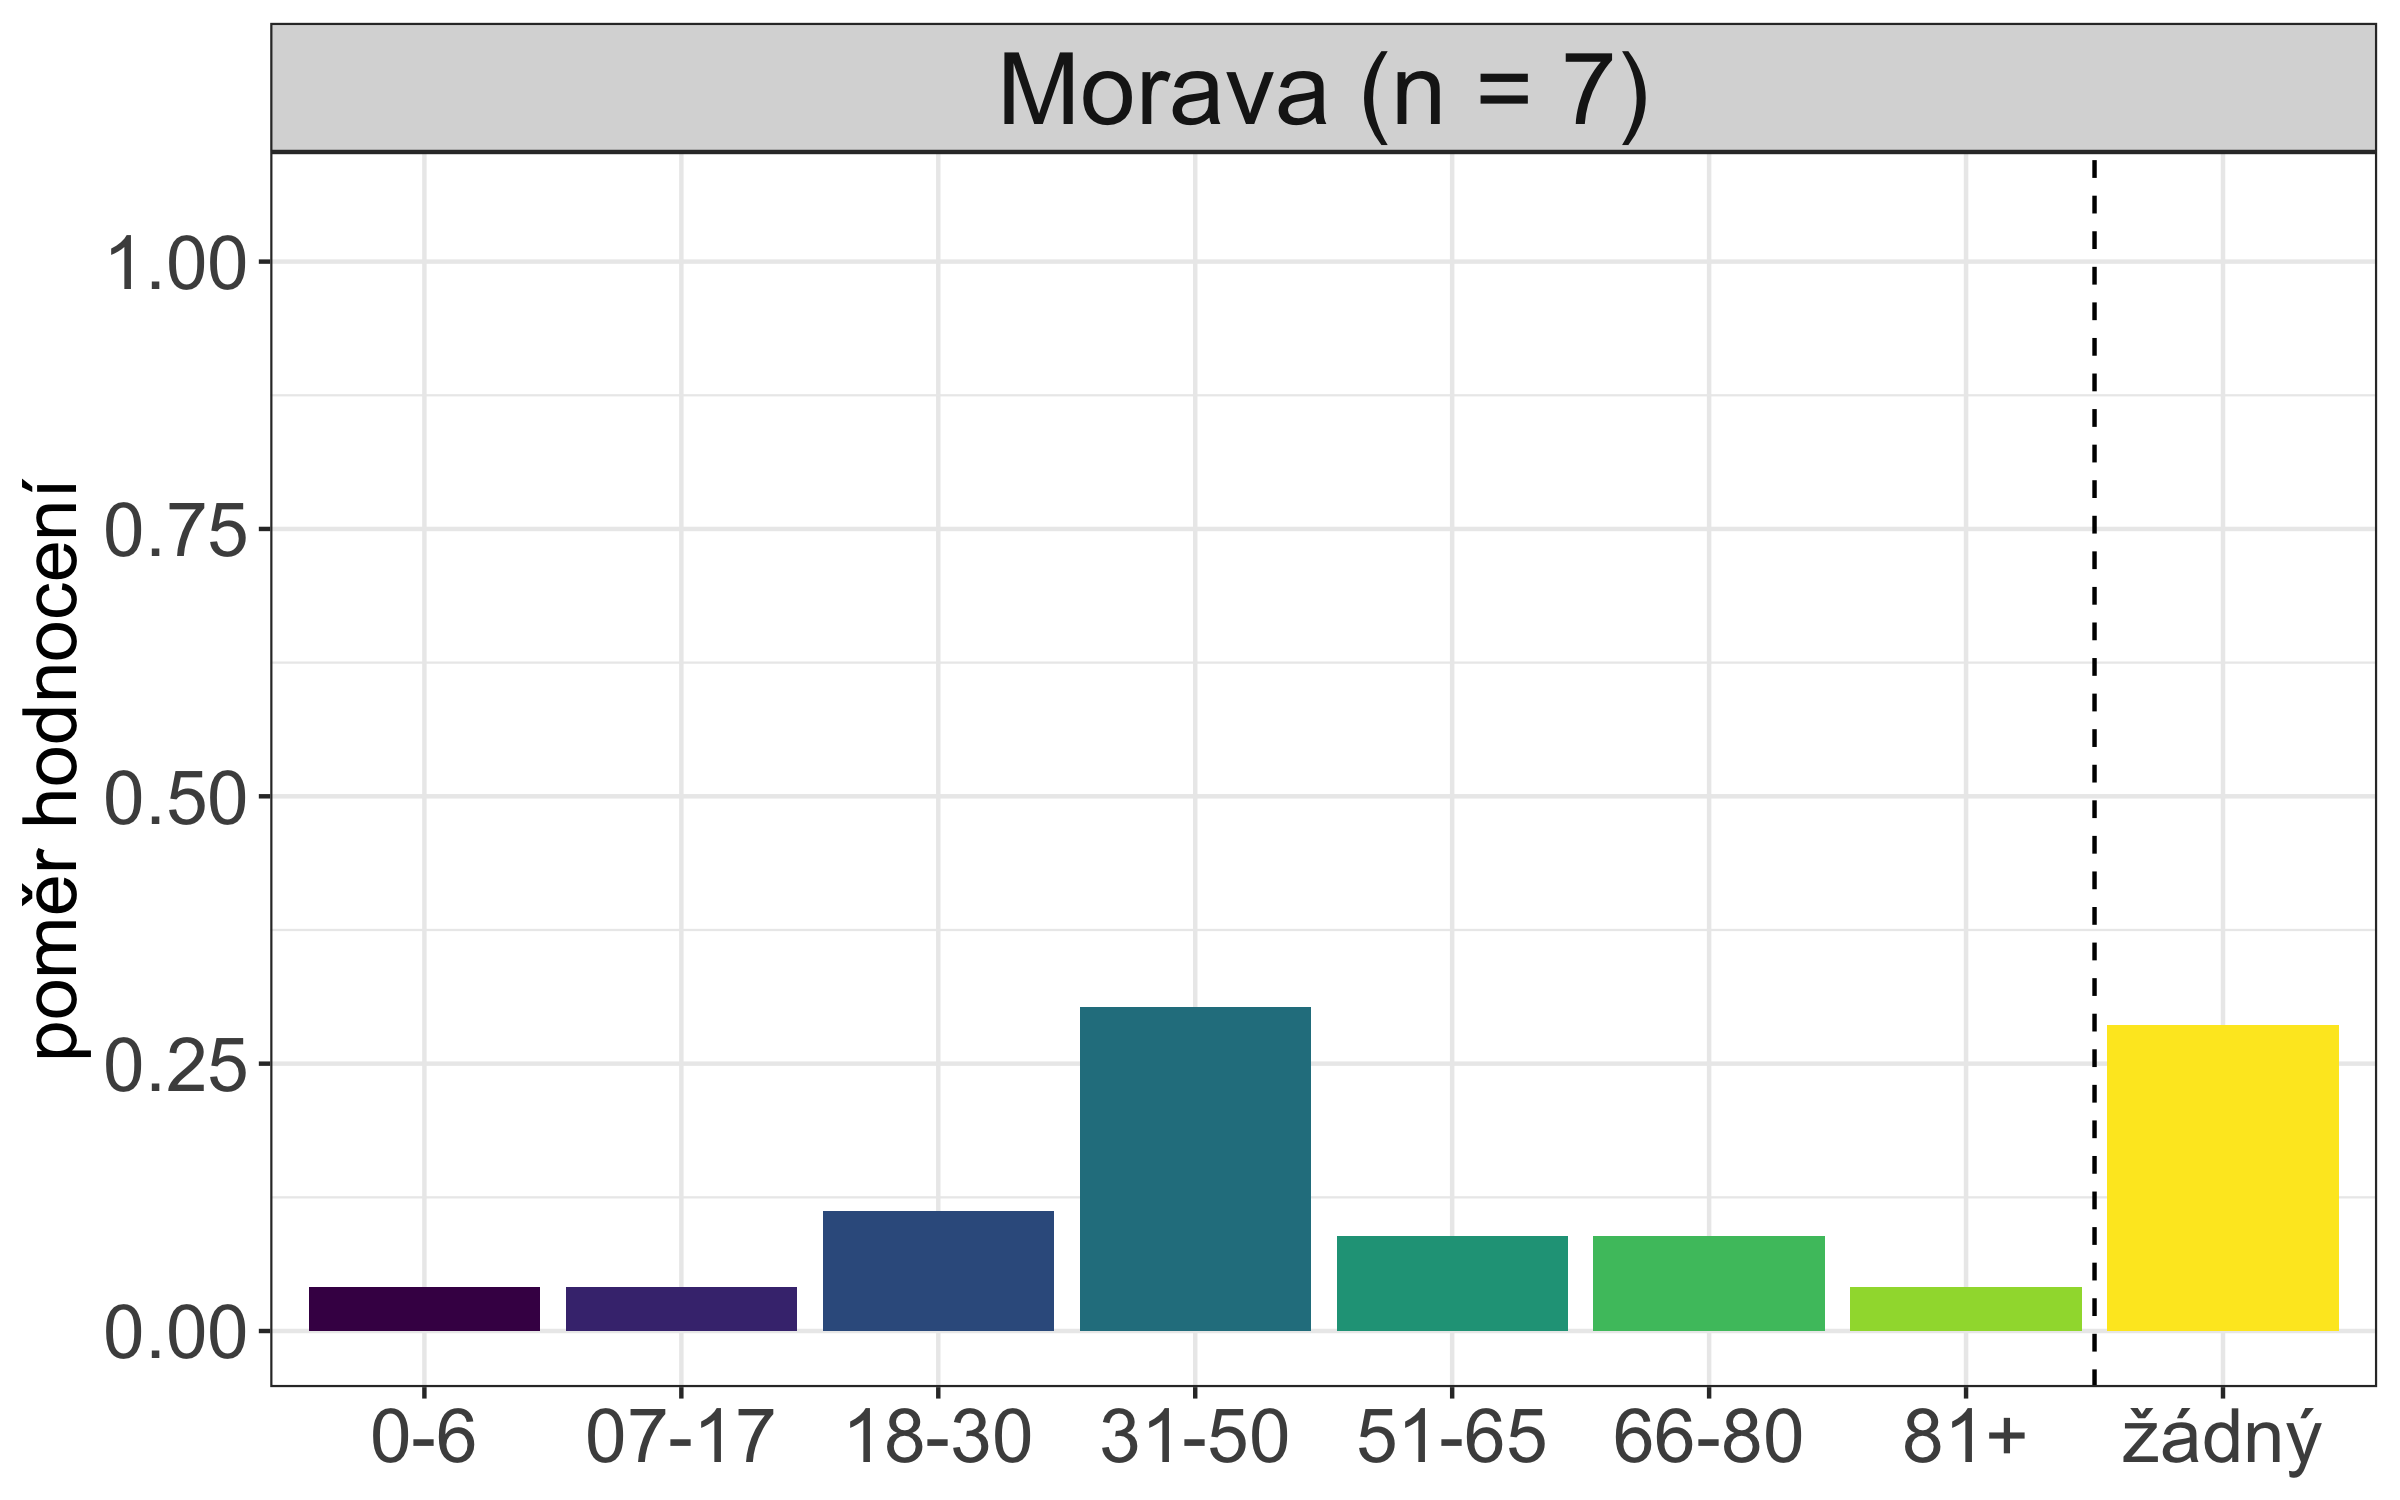 Morava (n = 7)
poměr hodnocení
1.00
0.75
0.50
0.25
0.00
0-6 07-17 18-30 31-50 51-65 66-80 81+ žádný